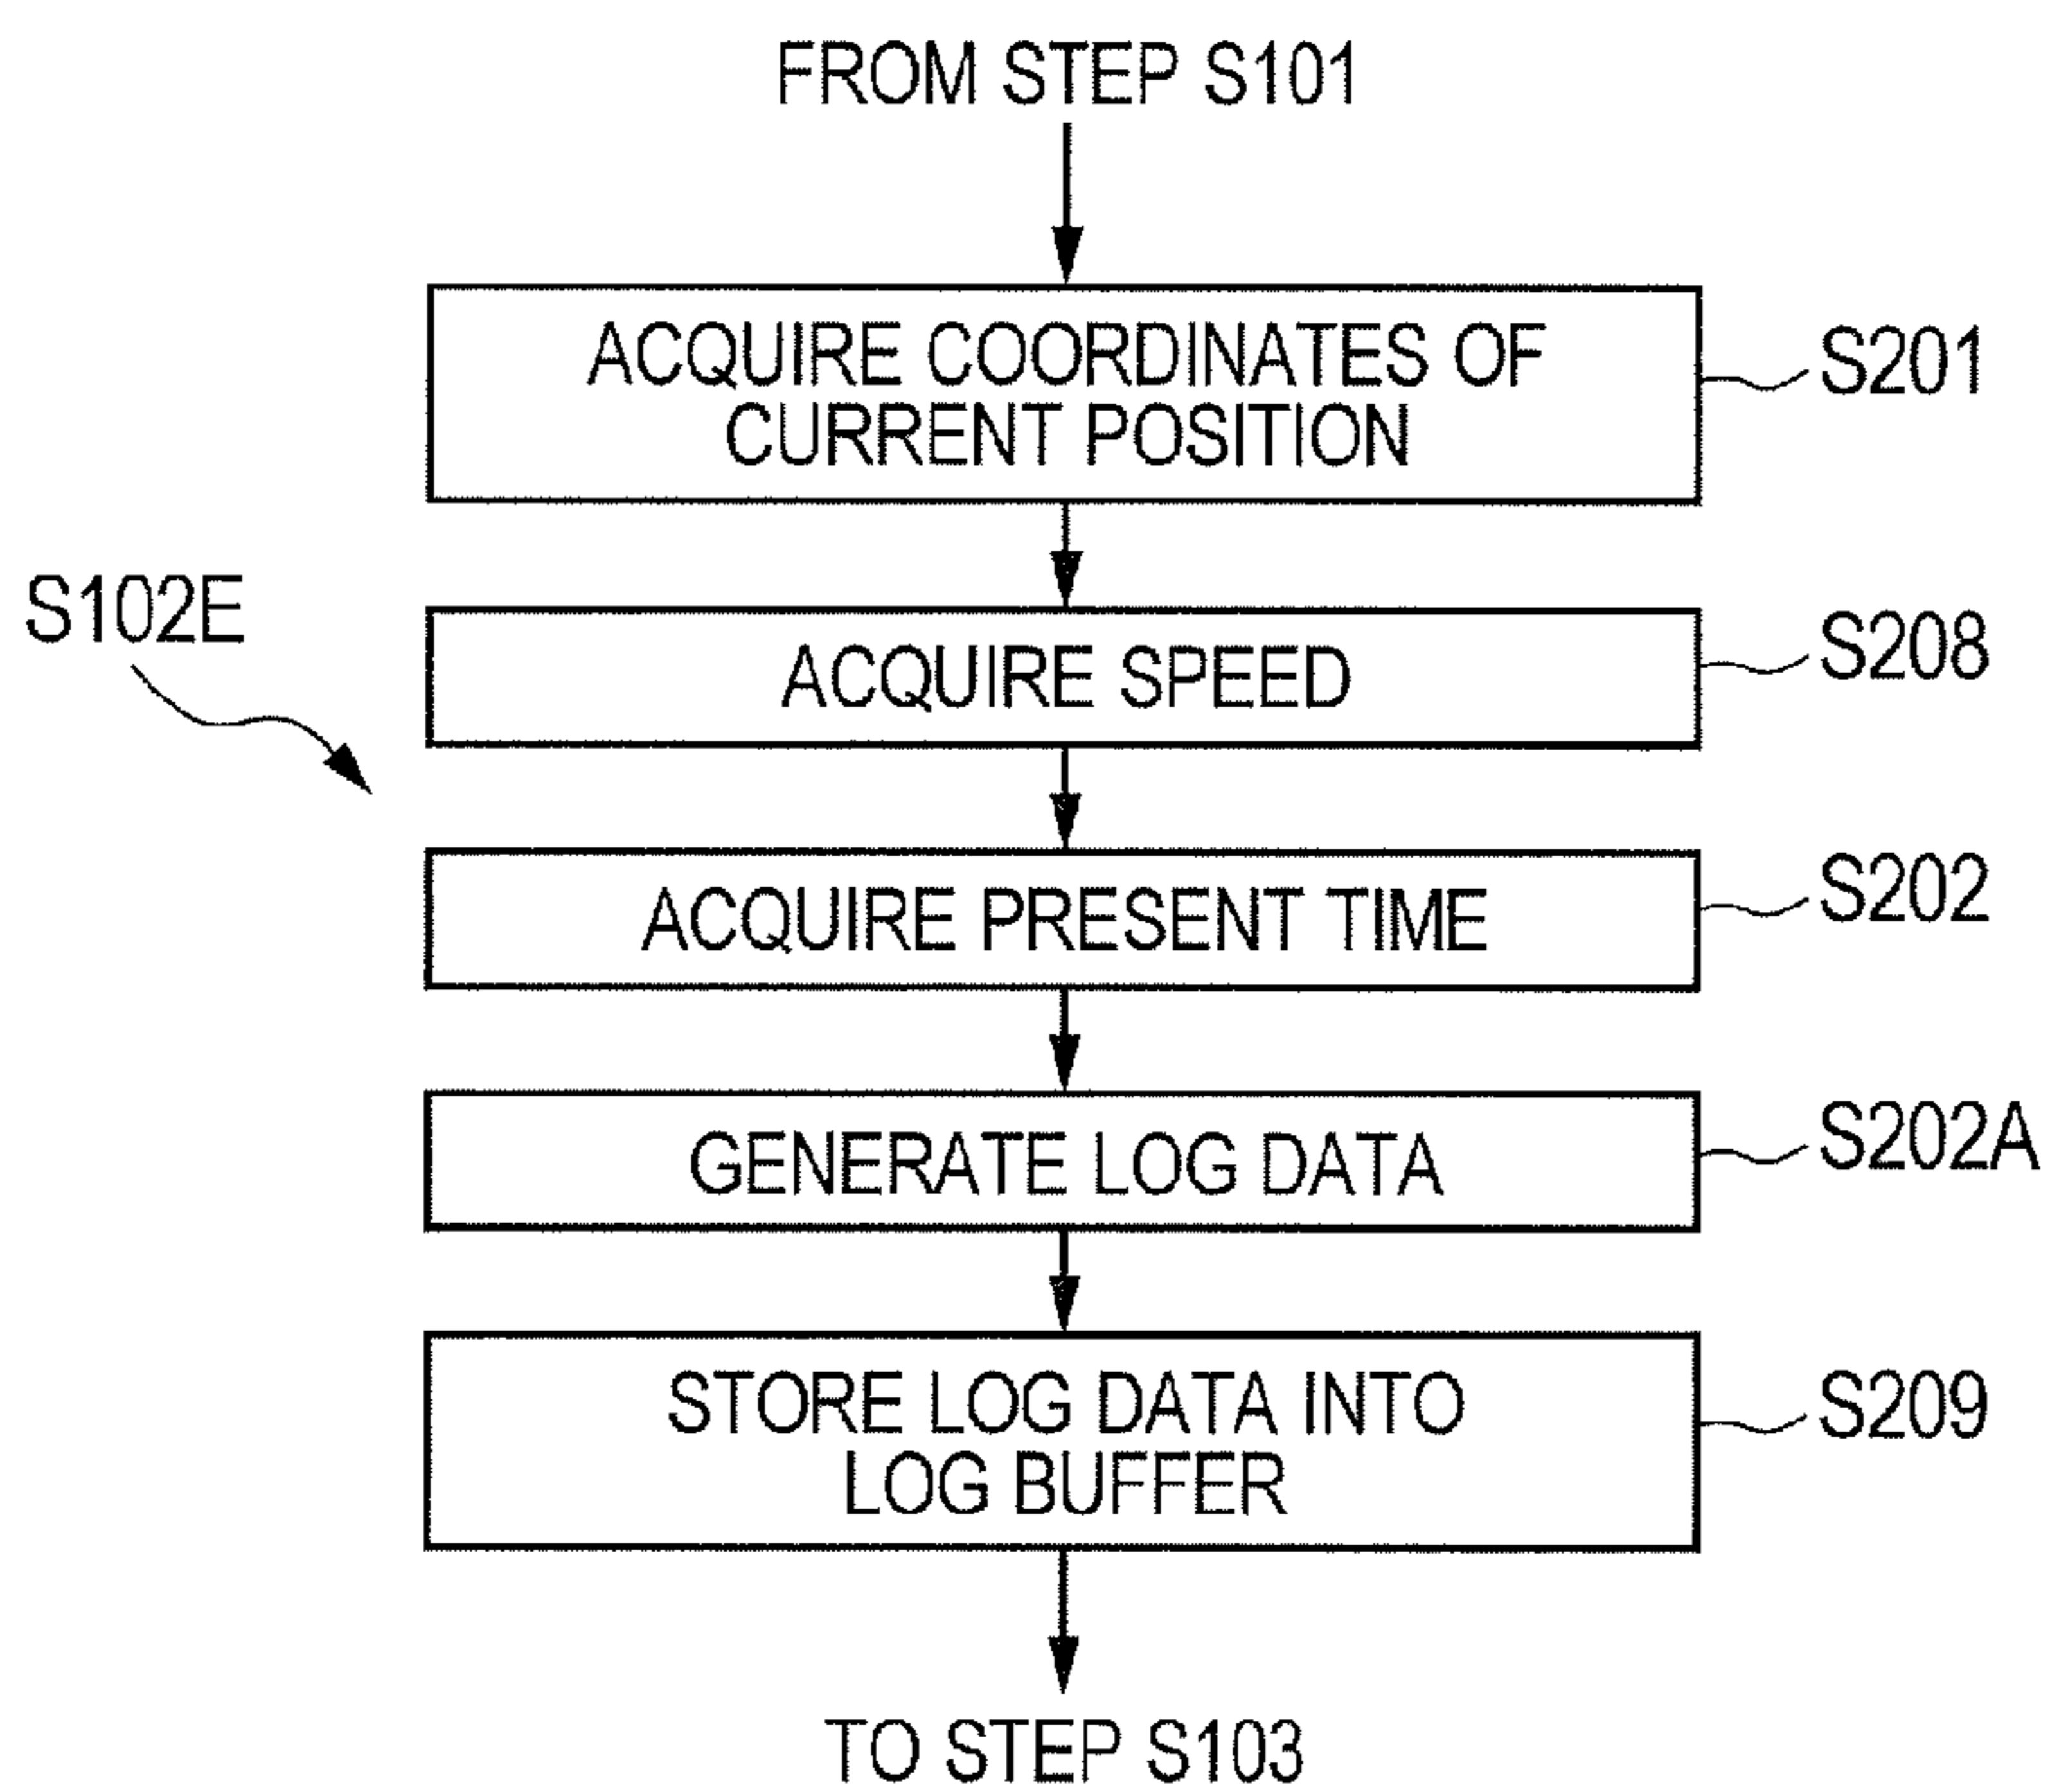 FROM STEP S101
ACQUIRE COORDINATES OF
CURRENT POSITION
S201
S102E
ACQUIRE SPEED
S208
ACQUIRE PRESENT TIME
S202
GENERATE LOG DATA
S202A
STORE LOG DATA INTO
LOG BUFFER
S209
TO STEP S103